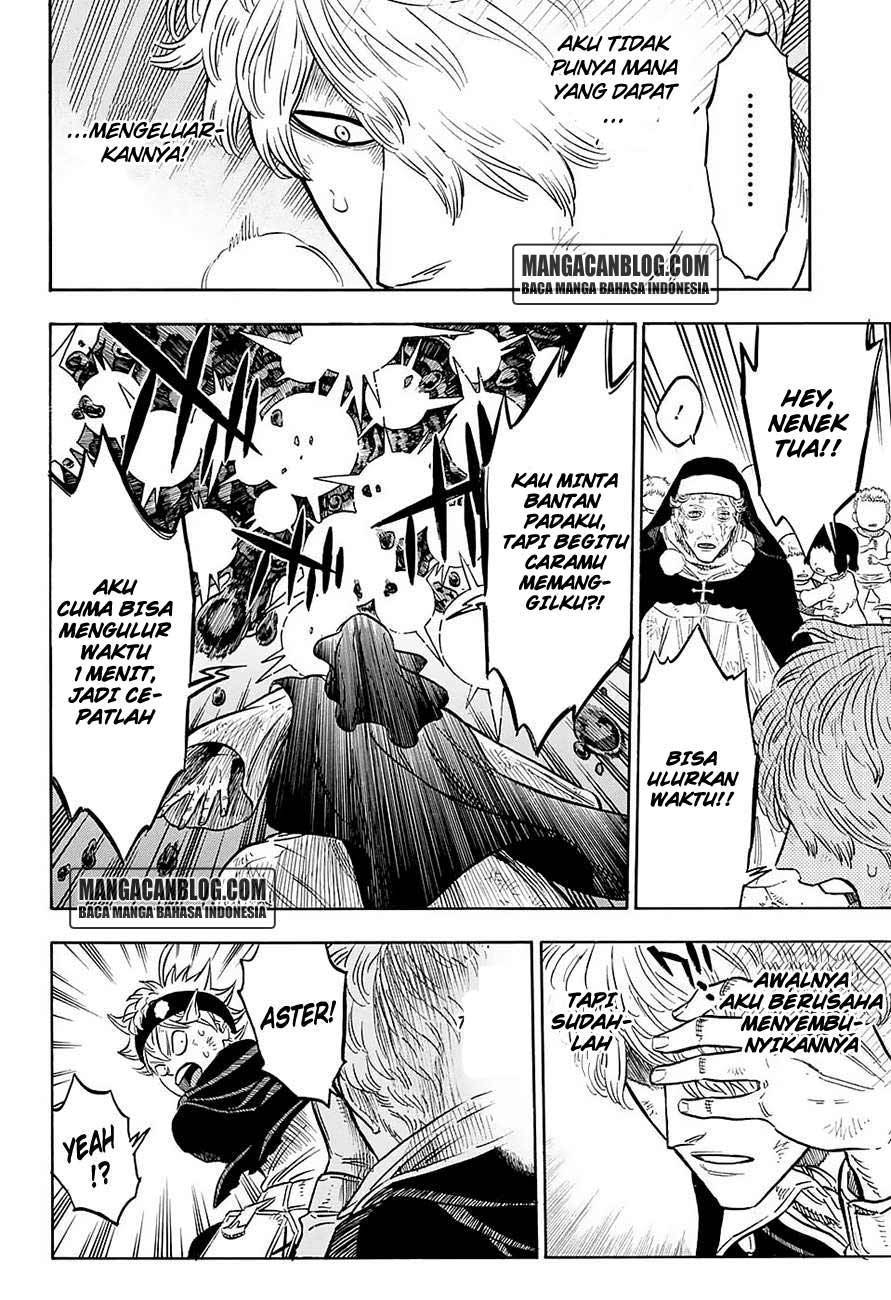 .........
AKU TIDAK
PUNYA MANA
YANG DAPAT
...
...MENGELUAR-
KANNYA!
MANGACANBLOG.COM
BACA MANGA BAHASA INDONESIA
HEY,
NENEK
TUA!!
!
BISA
ULURKAN
WAKTU!!
KAU MINTA
BANTAN
PADAKU,
TAPI BEGITU
CARAMU
MEMANG-
GILKU?!
AKU
CUMA BISA
MENGULUR
WAKTU
1 MENIT,
JADI CE-
PATLAH
MANGACANBLOG.COM
BACA MANGA BAHASA INDONESIA
AWALNYA
AKU BERUSAHA
MENYEMBU-
NYIKANNYA
TAPI
SUDAH-
LAH
ASTER!
YEAH
!?